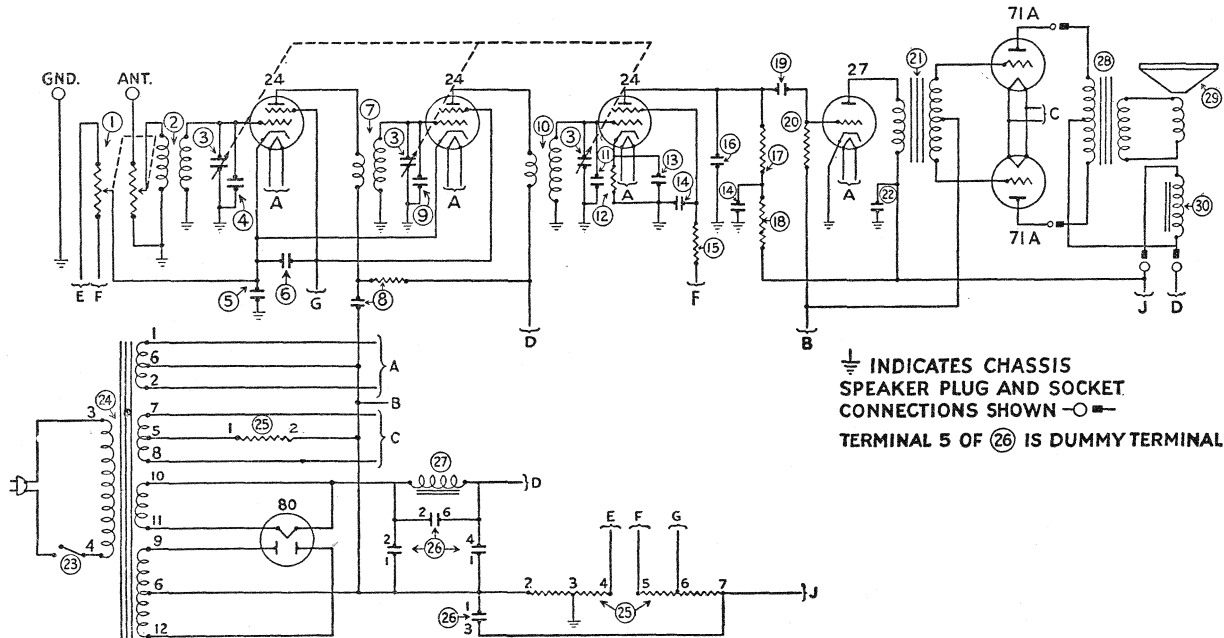 71A
GND. ANT.
24 24 24 27
19 21 28
29
1 2 3 7 3 10 3 11 13 16 17 20
C
A A A A
4 9 12 14 14 18 22 30
15
71A
5 6 G 8 F
E F
J D
D B
1
6 A
2
24
3 7 B
5 1 25 2 C
8
10 27 D
2 6
80
11 26 E F G
9 2 4
1 1
23 4
6 2 3 4 5 6 7 J
25
26 1
12 3
INDICATES CHASSIS
SPEAKER PLUG AND SOCKET
CONNECTIONS SHOWN
TERMINAL 5 OF 26 IS DUMMY TERMINAL